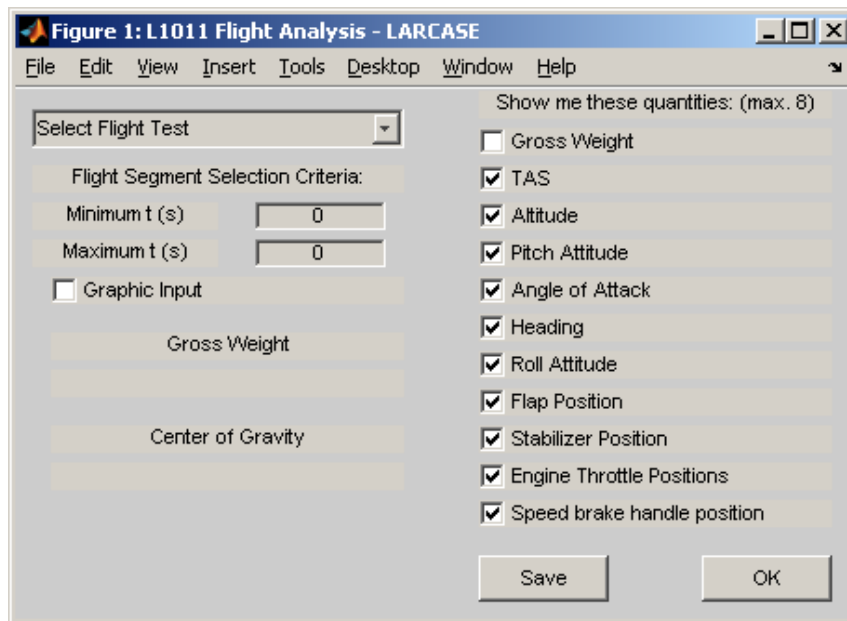 Figure 1: L1011 Flight Analysis - LARCASE
File Edit View Insert Tools Desktop Window Help
Select Flight Test
Flight Segment Selection Criteria:
Minimum t (s) 0
Maximum t (s) 0
Graphic Input
Gross Weight
Center of Gravity
Show me these quantities: (max. 8)
Gross Weight
TAS
Altitude
Pitch Attitude
Angle of Attack
Heading
Roll Attitude
Flap Position
Stabilizer Position
Engine Throttle Positions
Speed brake handle position
Save OK